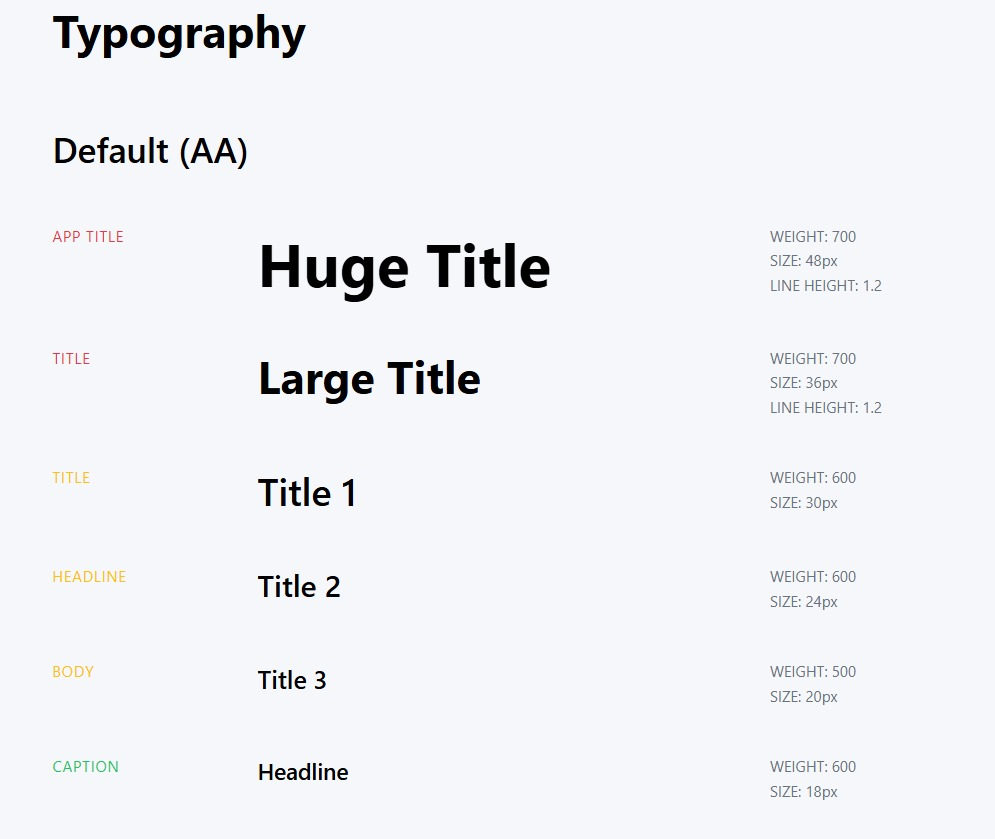 Typography
Default (AA)
APP TITLE
Huge Title
WEIGHT: 700
SIZE: 48px
LINE HEIGHT: 1.2
TITLE
Large Title
WEIGHT: 700
SIZE: 36px
LINE HEIGHT: 1.2
TITLE
Title 1
WEIGHT: 600
SIZE: 30px
HEADLINE
Title 2
WEIGHT: 600
SIZE: 24px
BODY
Title 3
WEIGHT: 500
SIZE: 20px
CAPTION
Headline
WEIGHT: 600
SIZE: 18px